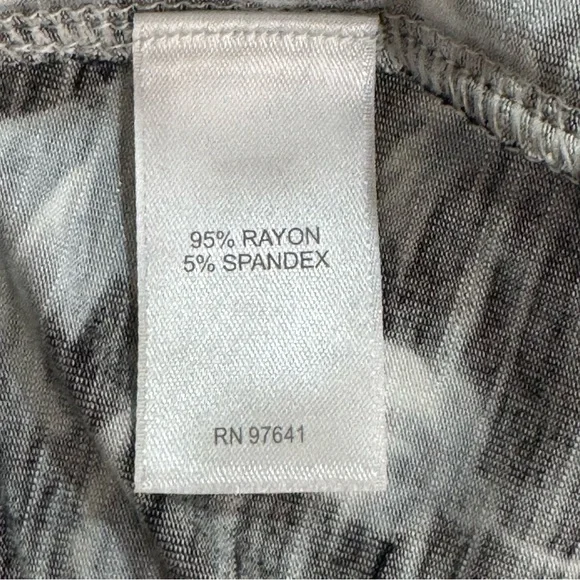 95% RAYON
5% SPANDEX
RN 97641